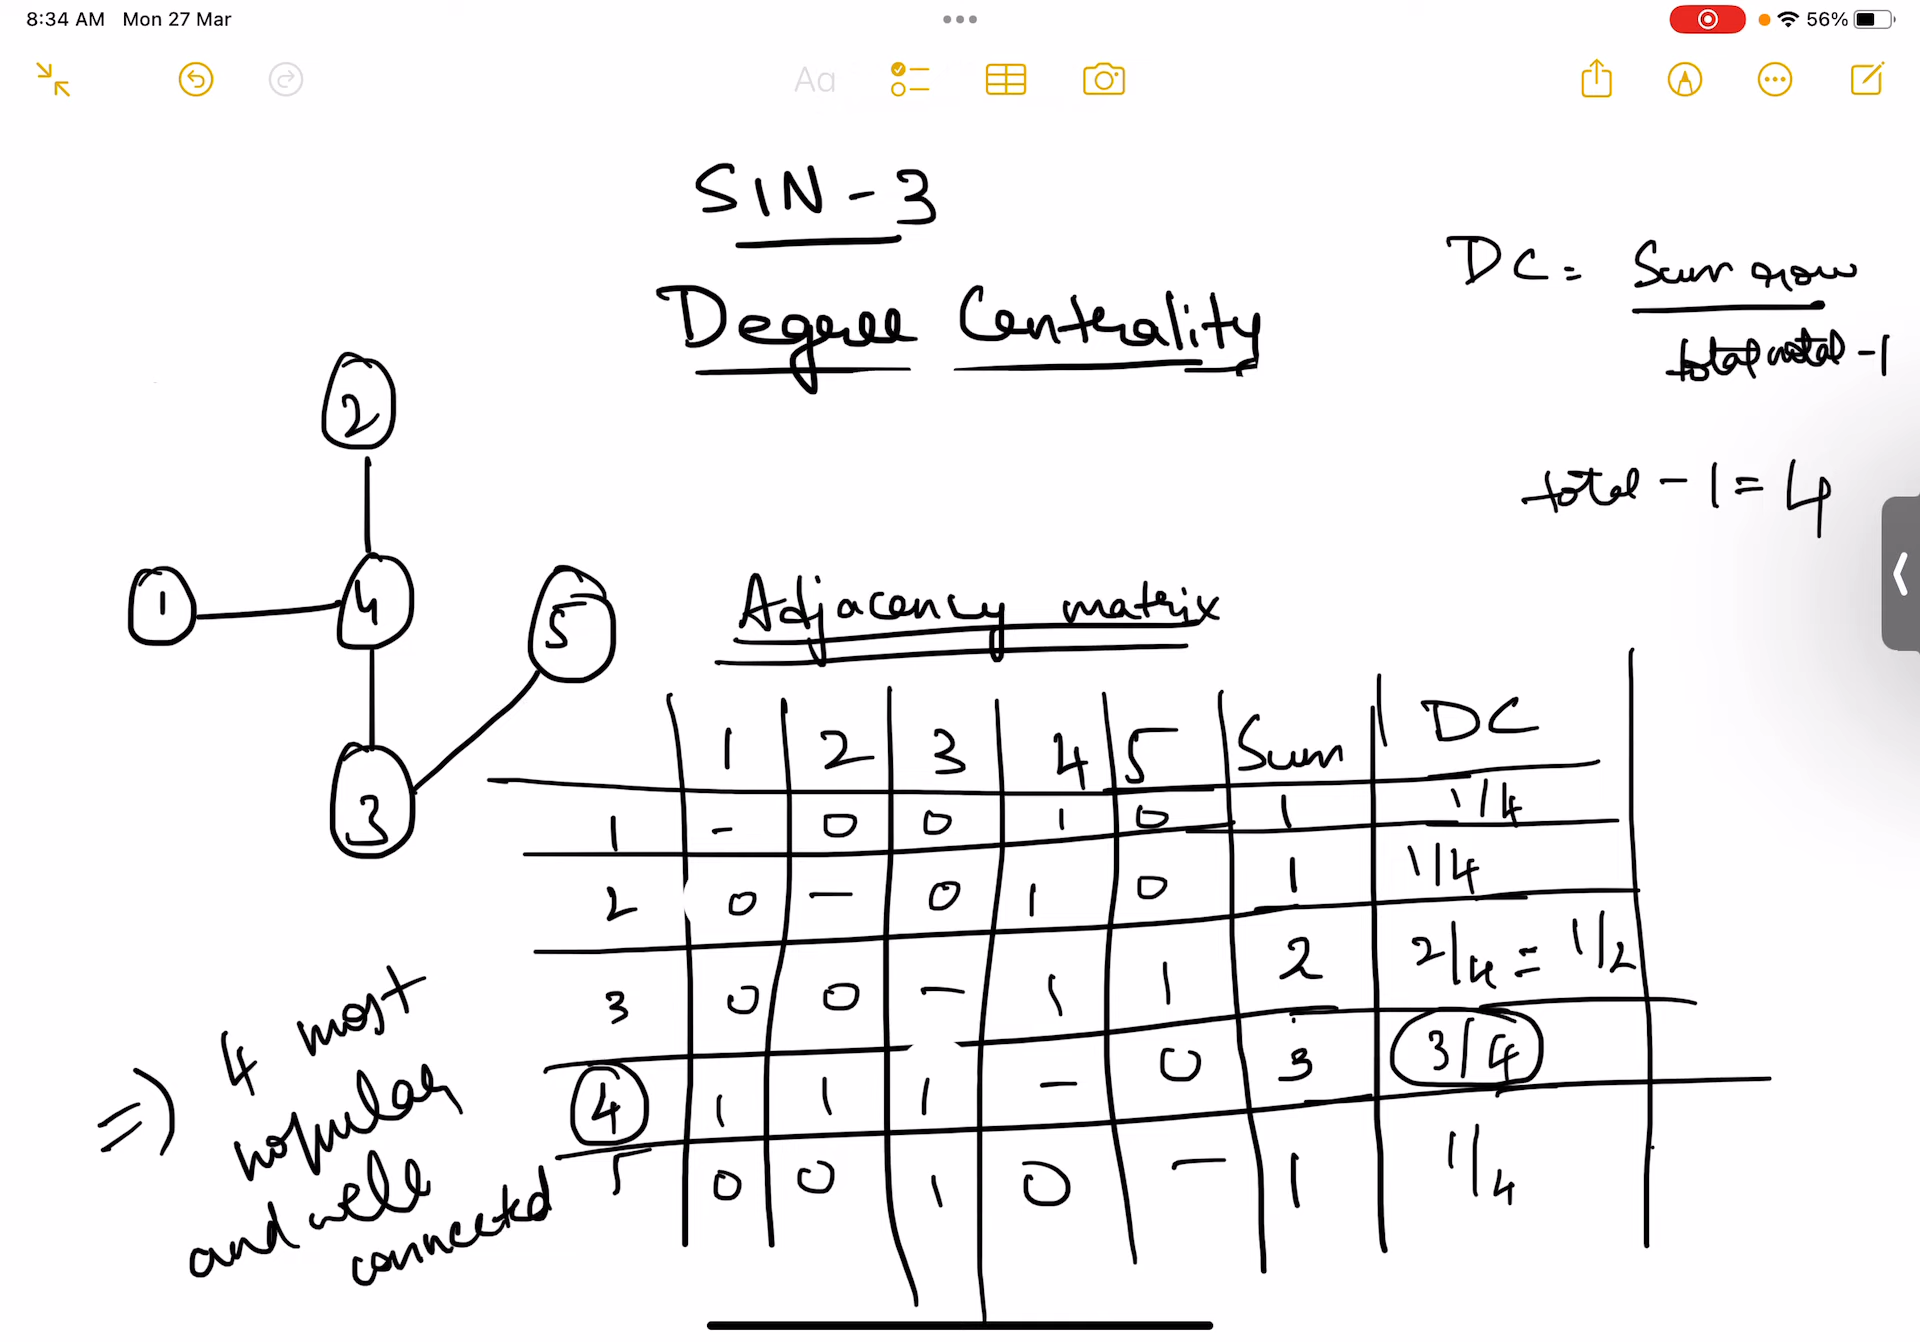 8:34 AM Mon 27 Mar
56%
Aa
SIN-3
Degree Centrality
DC = Sum row
total -1
total - 1 = 4
2
1
4
5
3
Adjacency matrix
1 2 3 4 5 Sum DC
1 - 0 0 1 0 1 1/4
2 0 - 0 1 0 1 1/4
3 0 0 - 1 1 2 2/4 = 1/2
4 1 1 1 - 0 3 3/4
5 0 0 1 0 - 1 1/4
=) 4 most
popular
and well
connected